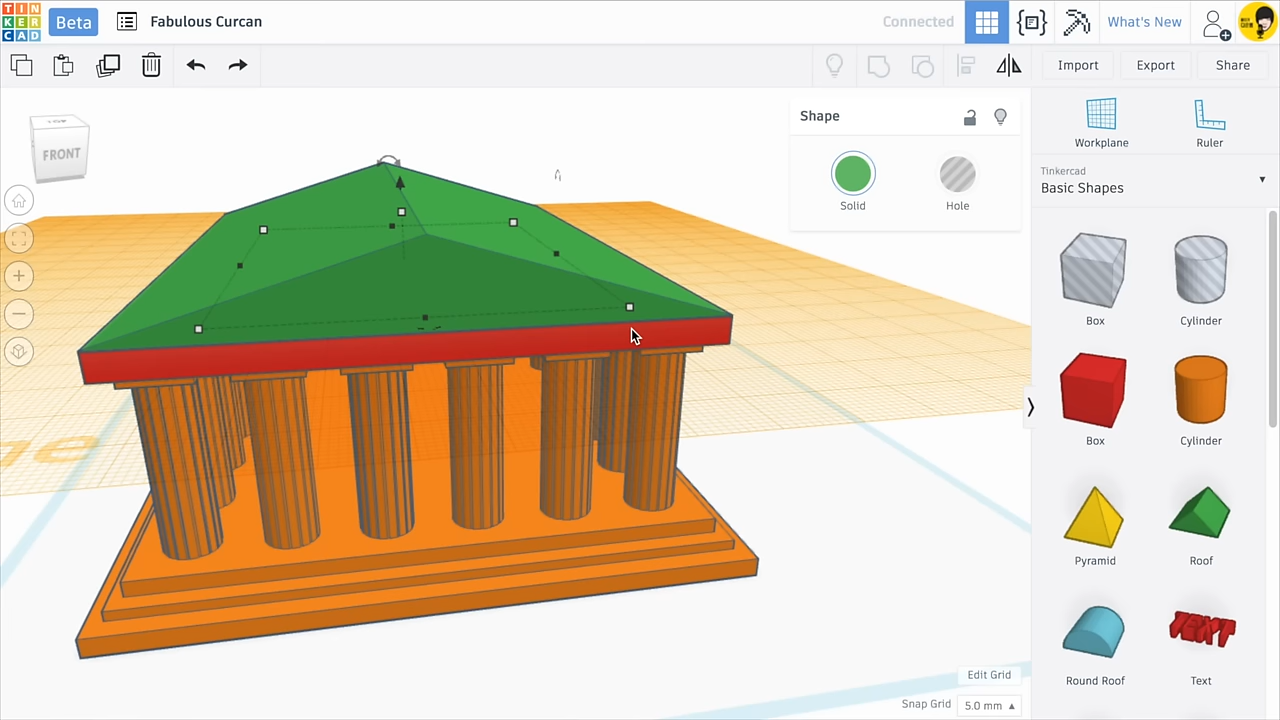 TIN
KER
CAD
Beta
Fabulous Curcan
Connected
What's New
Import
Export
Share
TOP
FRONT
Shape
Solid
Hole
Workplane
Ruler
Tinkercad
Basic Shapes
Box
Cylinder
Box
Cylinder
Pyramid
Roof
TEXT
Round Roof
Text
Edit Grid
Snap Grid
5.0 mm